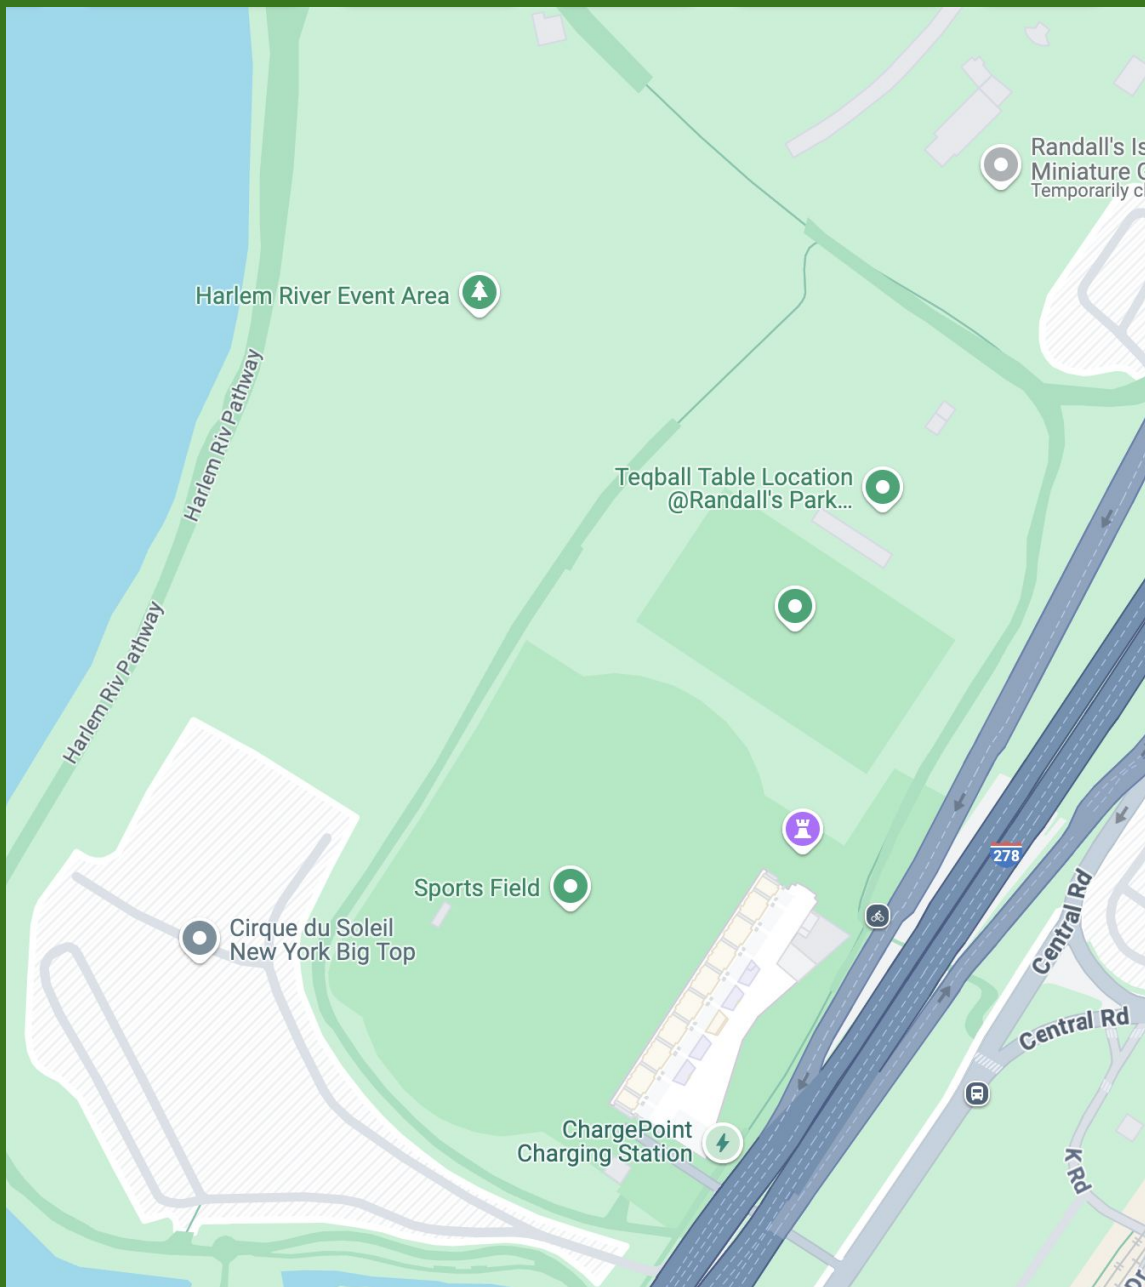 Randall's Is
Miniature G
Temporarily cl
Harlem River Event Area
Harlem Riv Pathway
Teqball Table Location
@Randall's Park...
Harlem Riv Pathway
278
Sports Field
Central Rd
Cirque du Soleil
New York Big Top
Central Rd
ChargePoint
Charging Station
K Rd